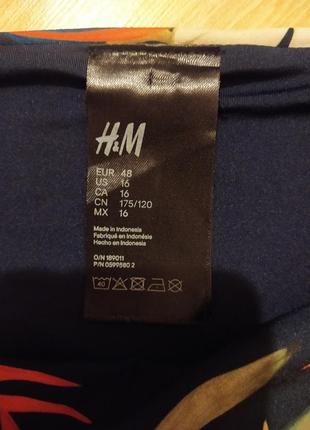 H&M
EUR 48
US 16
CA 16
CN 175/120
MX 16
Made in Indonesia
Fabriqué en Indonésie
Hecho en Indonesia
O/N 189011
P/N 0599580 2
40